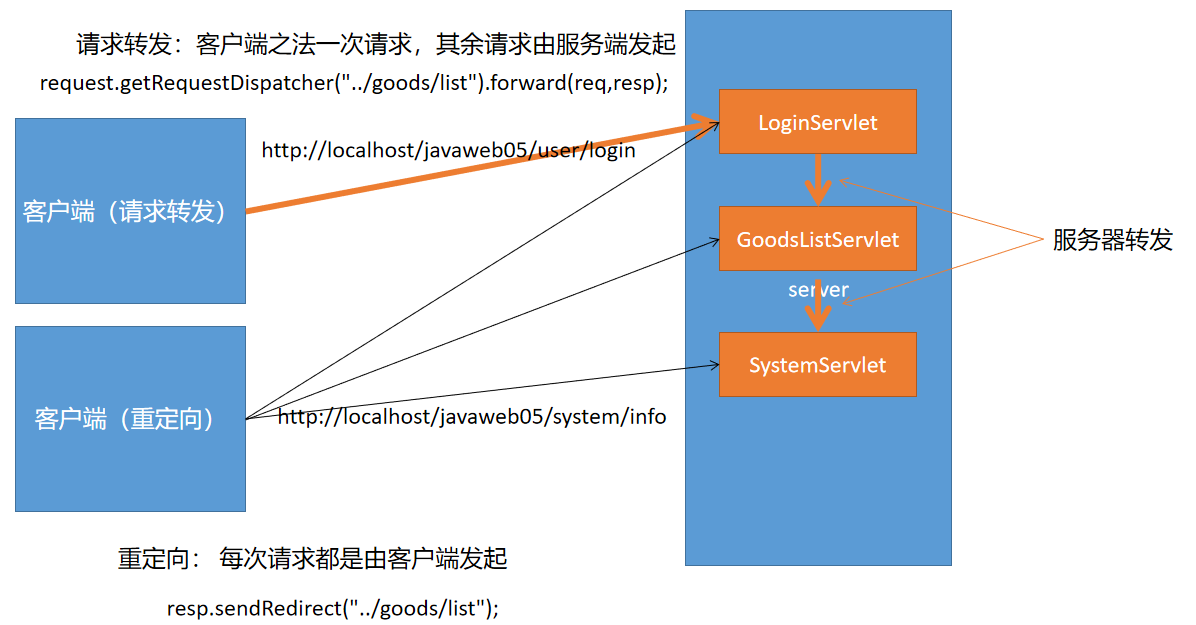 请求转发：客户端之法一次请求，其余请求由服务端发起
request.getRequestDispatcher("../goods/list").forward(req,resp);
http://localhost/javaweb05/user/login
LoginServlet
客户端（请求转发）
GoodsListServlet
服务器转发
server
SystemServlet
客户端（重定向）
http://localhost/javaweb05/system/info
重定向： 每次请求都是由客户端发起
resp.sendRedirect("../goods/list");